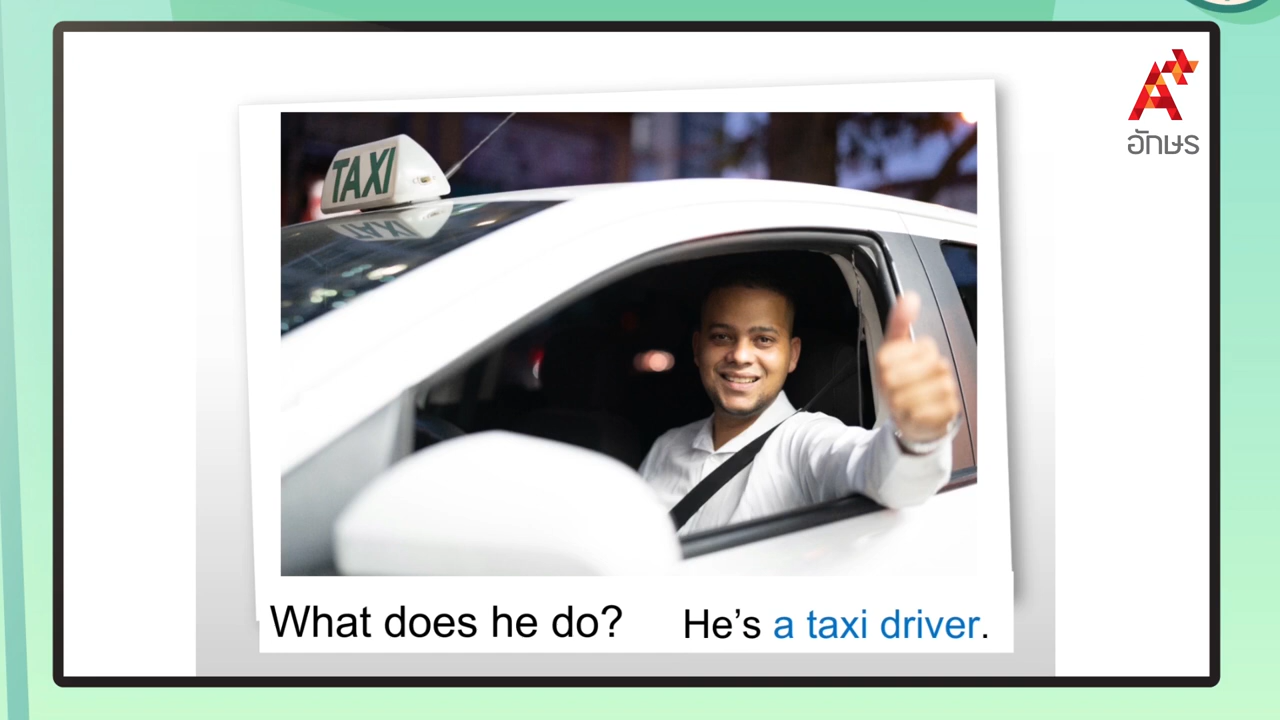 อักษร
TAXI
What does he do? He's a taxi driver.